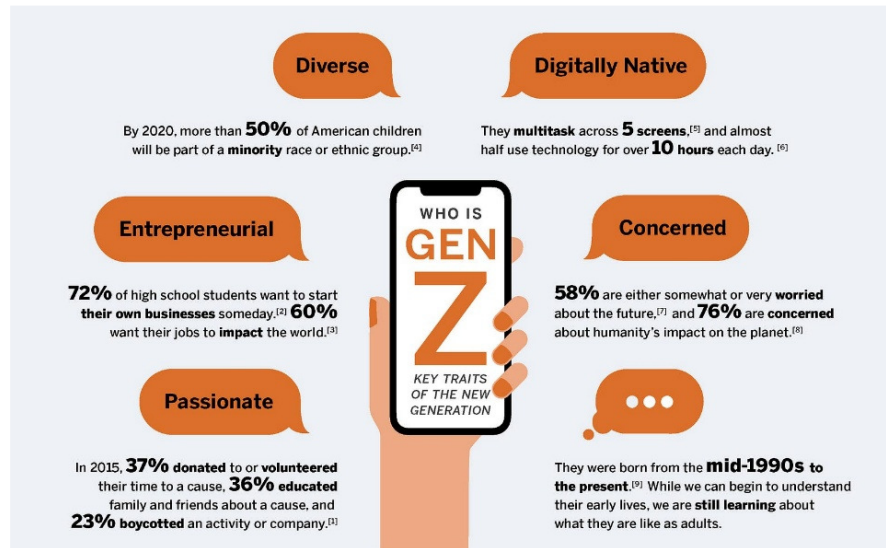 Diverse
By 2020, more than 50% of American children
will be part of a minority race or ethnic group.[4]
Digitally Native
They multitask across 5 screens,[5] and almost
half use technology for over 10 hours each day. [6]
WHO IS
GEN
Z
KEY TRAITS
OF THE NEW
GENERATION
Entrepreneurial
72% of high school students want to start
their own businesses someday.[2] 60%
want their jobs to impact the world.[3]
Concerned
58% are either somewhat or very worried
about the future,[7] and 76% are concerned
about humanity’s impact on the planet.[8]
Passionate
In 2015, 37% donated to or volunteered
their time to a cause, 36% educated
family and friends about a cause, and
23% boycotted an activity or company.[1]
They were born from the mid-1990s to
the present.[9] While we can begin to understand
their early lives, we are still learning about
what they are like as adults.